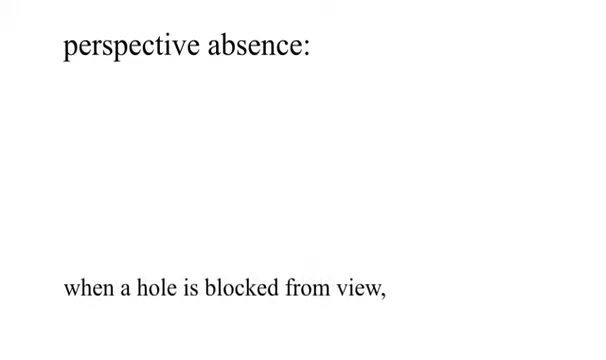 perspective absence:
when a hole is blocked from view,